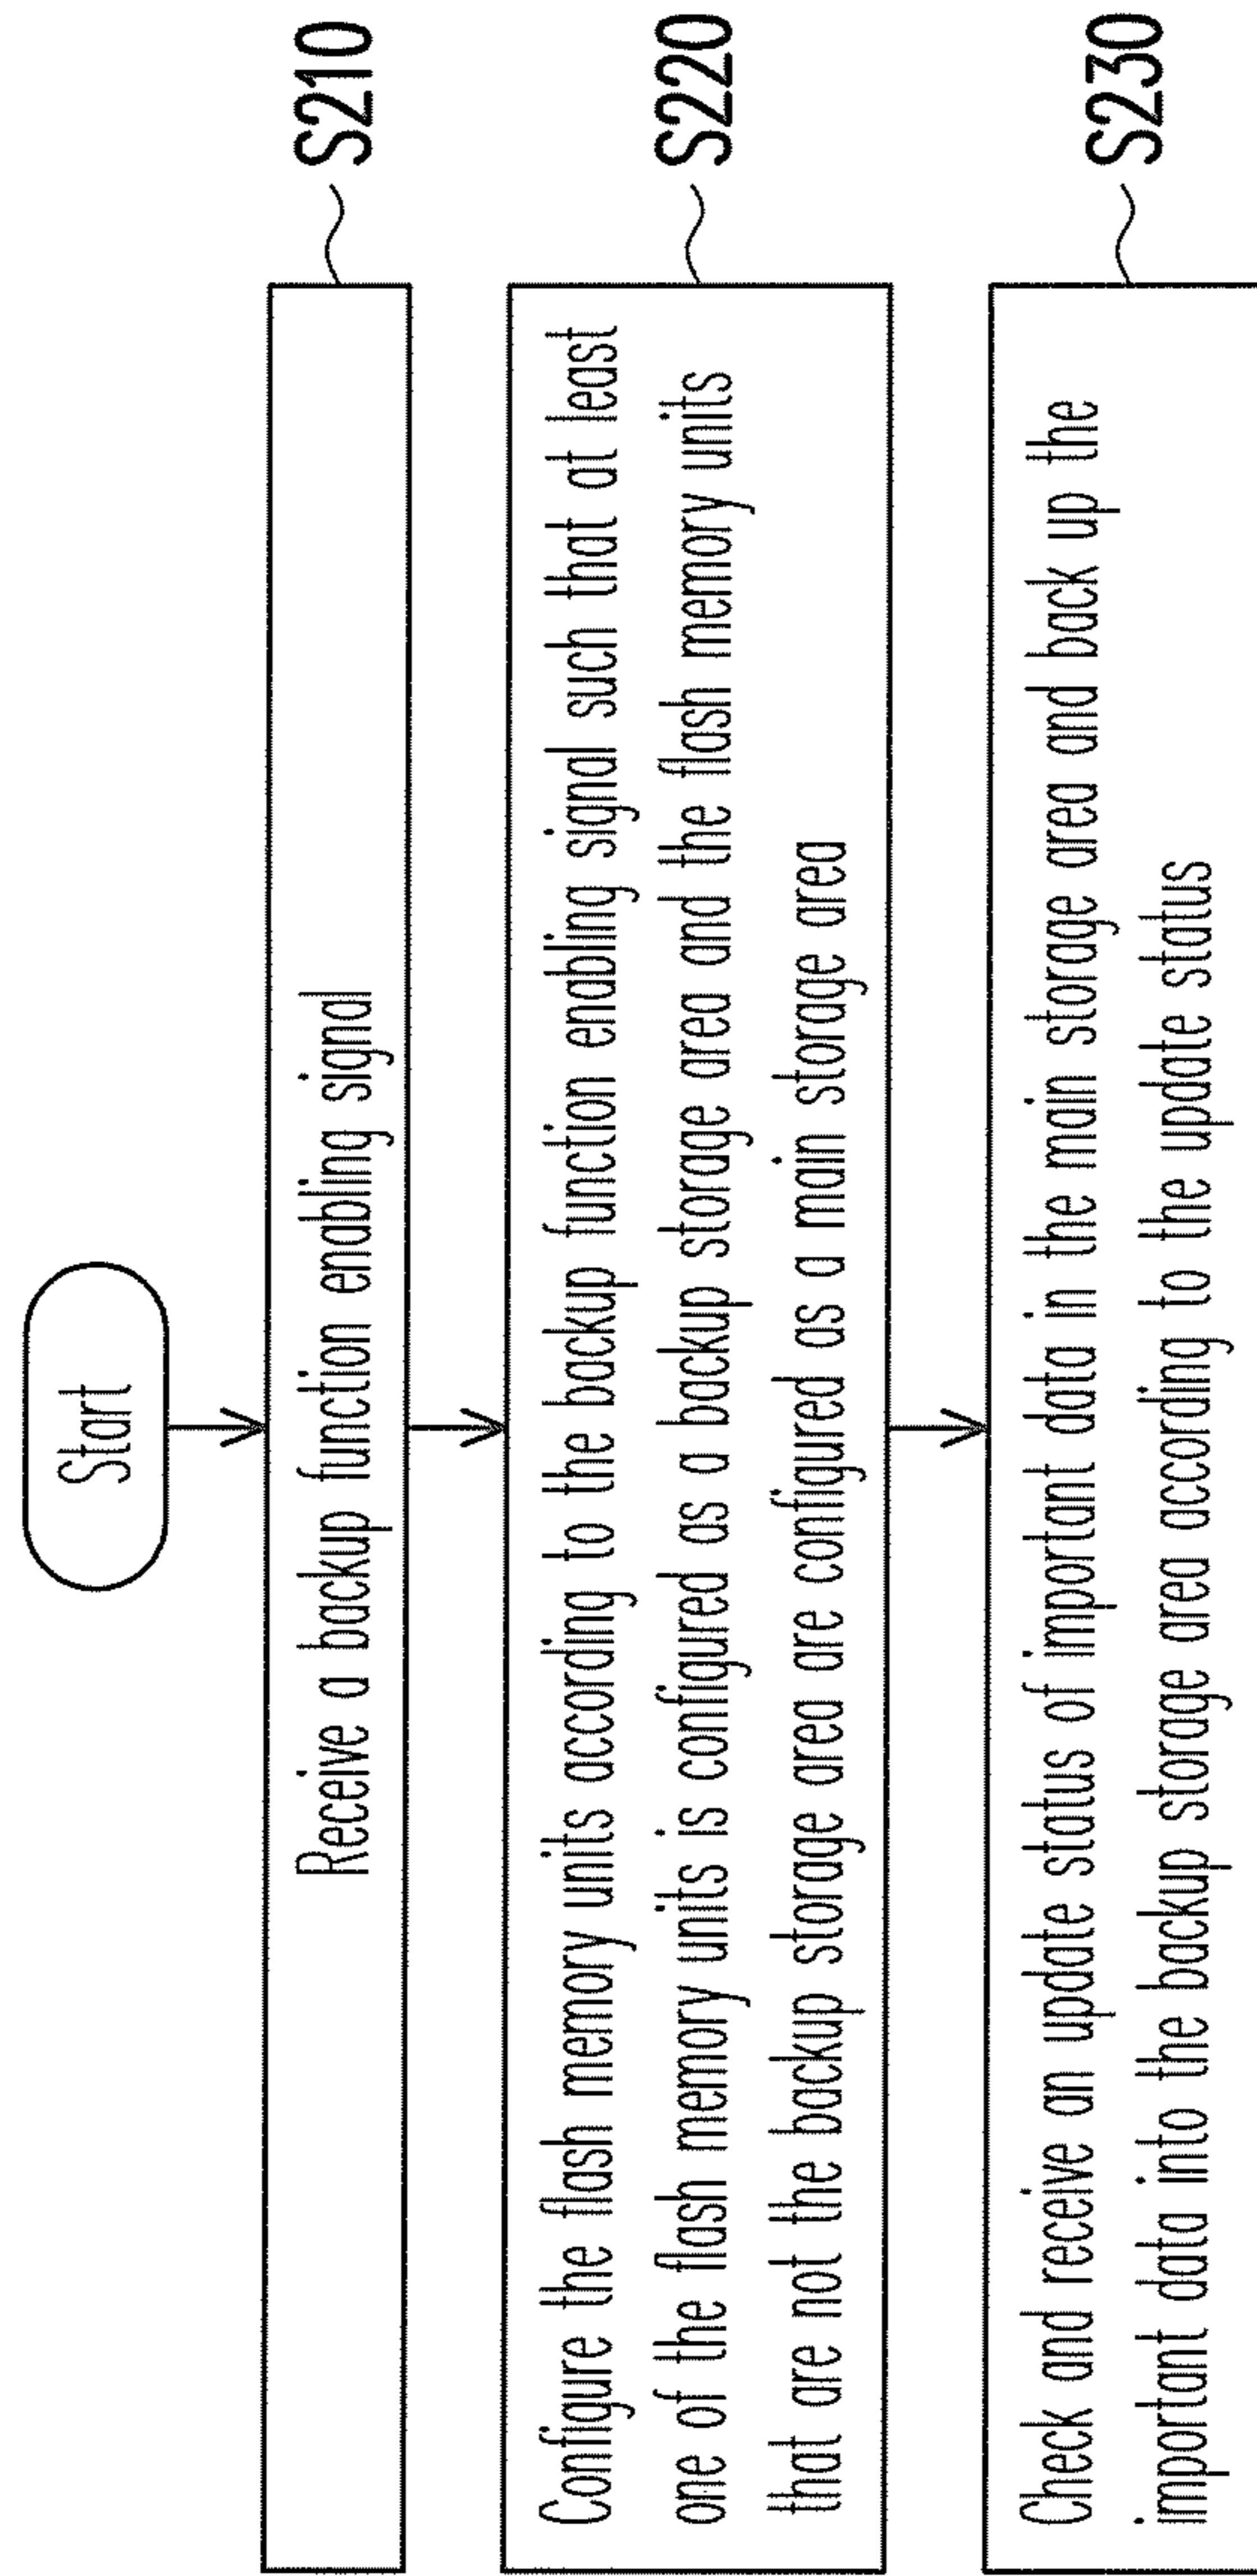 Start
Receive a backup function enabling signal
S210
Configure the flash memory units according to the backup function enabling signal such that at least
one of the flash memory units is configured as a backup storage area and the flash memory units
that are not the backup storage area are configured as a main storage area
S220
Check and receive an update status of important data in the main storage area and back up the
important data into the backup storage area according to the update status
S230